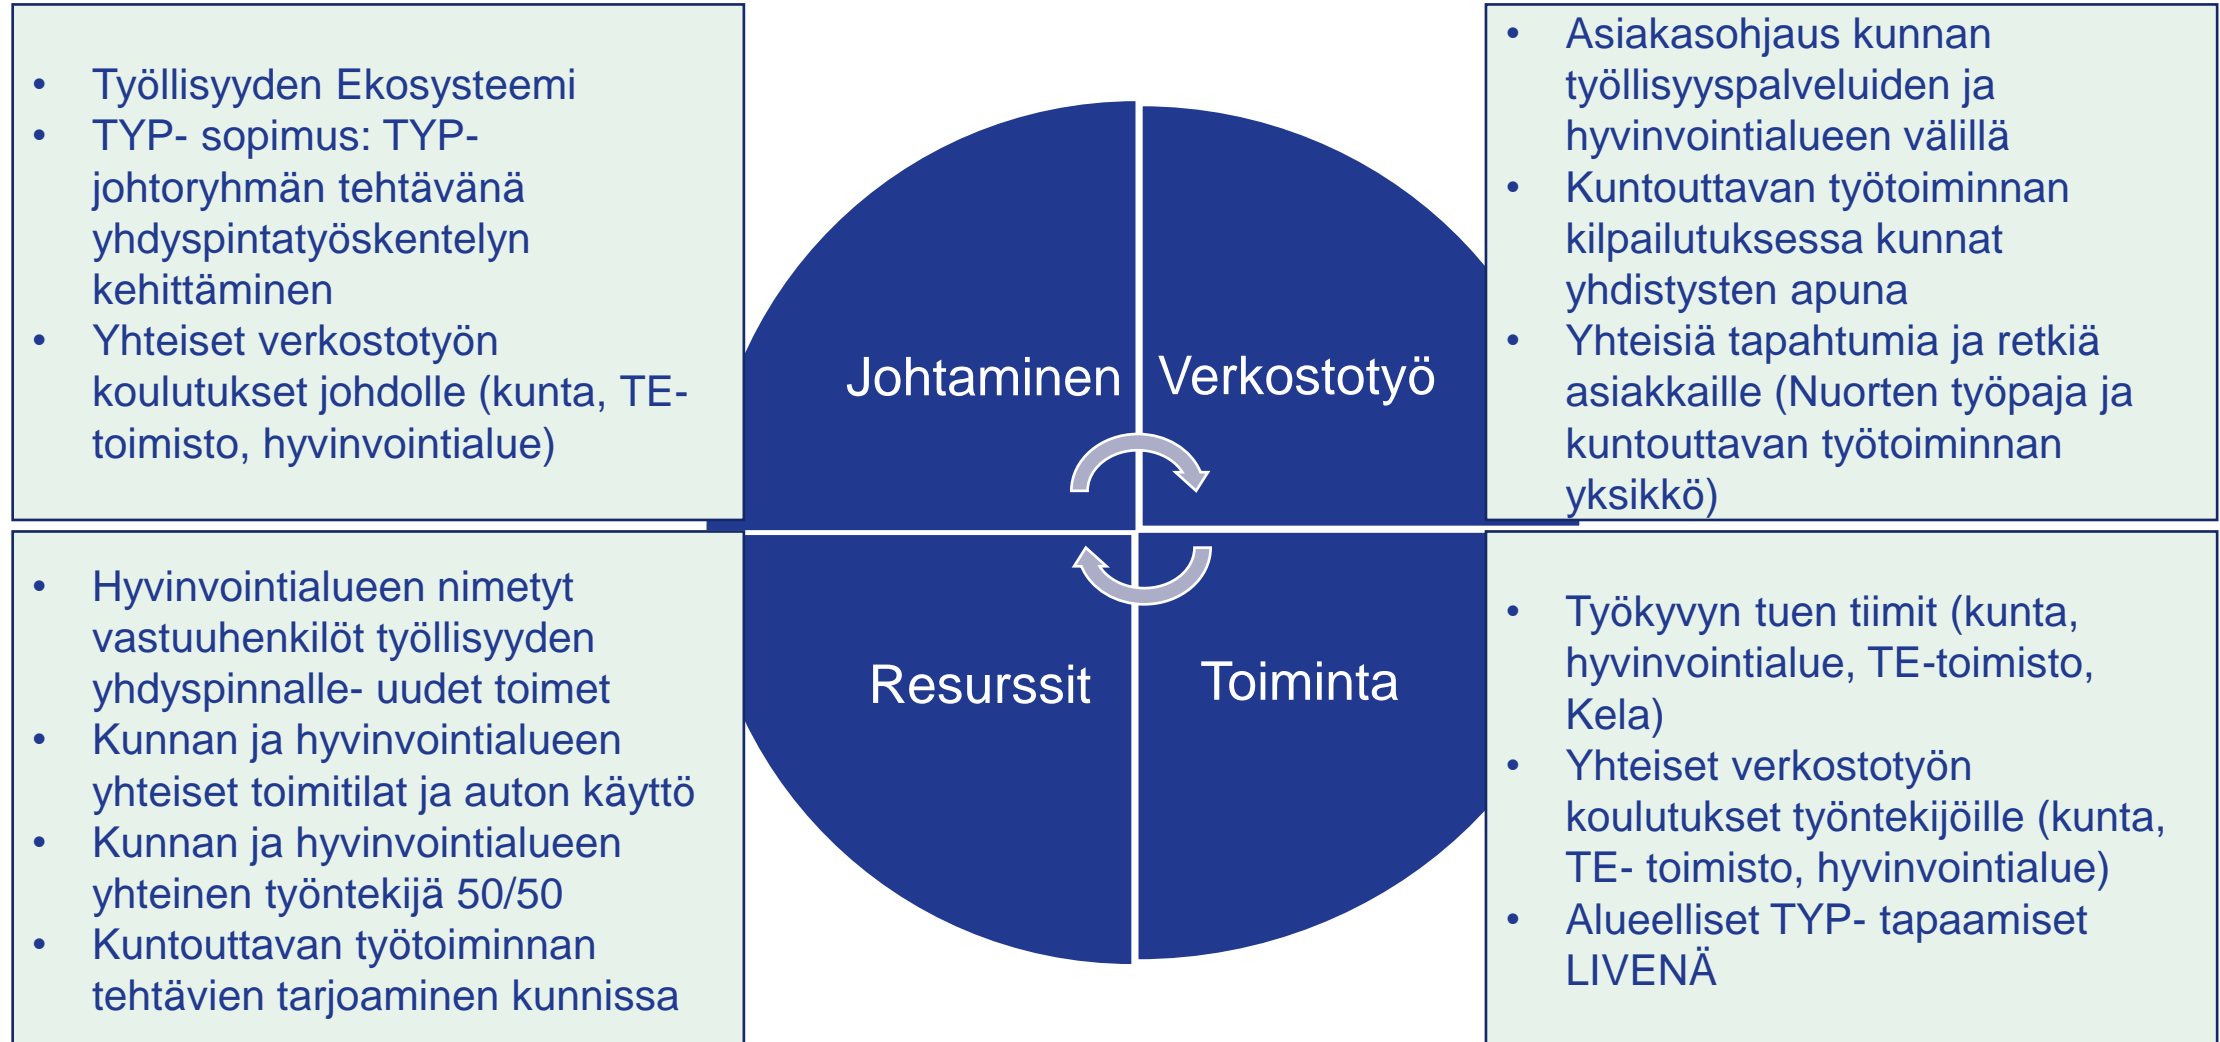 • Työllisyyden Ekosysteemi
• TYP- sopimus: TYP-
johtoryhmän tehtävänä
yhdyspintatyöskentelyn
kehittäminen
• Yhteiset verkostotyön
koulutukset johdolle (kunta, TE-
toimisto, hyvinvointialue)
• Asiakasohjaus kunnan
työllisyyspalveluiden ja
hyvinvointialueen välillä
• Kuntouttavan työtoiminnan
kilpailutuksessa kunnat
yhdistysten apuna
• Yhteisiä tapahtumia ja retkiä
asiakkaille (Nuorten työpaja ja
kuntouttavan työtoiminnan
yksikkö)
Johtaminen
Verkostotyö
Resurssit
Toiminta
• Hyvinvointialueen nimetyt
vastuuhenkilöt työllisyyden
yhdyspinnalle- uudet toimet
• Kunnan ja hyvinvointialueen
yhteiset toimitilat ja auton käyttö
• Kunnan ja hyvinvointialueen
yhteinen työntekijä 50/50
• Kuntouttavan työtoiminnan
tehtävien tarjoaminen kunnissa
• Työkyvyn tuen tiimit (kunta,
hyvinvointialue, TE-toimisto,
Kela)
• Yhteiset verkostotyön
koulutukset työntekijöille (kunta,
TE- toimisto, hyvinvointialue)
• Alueelliset TYP- tapaamiset
LIVENÄ